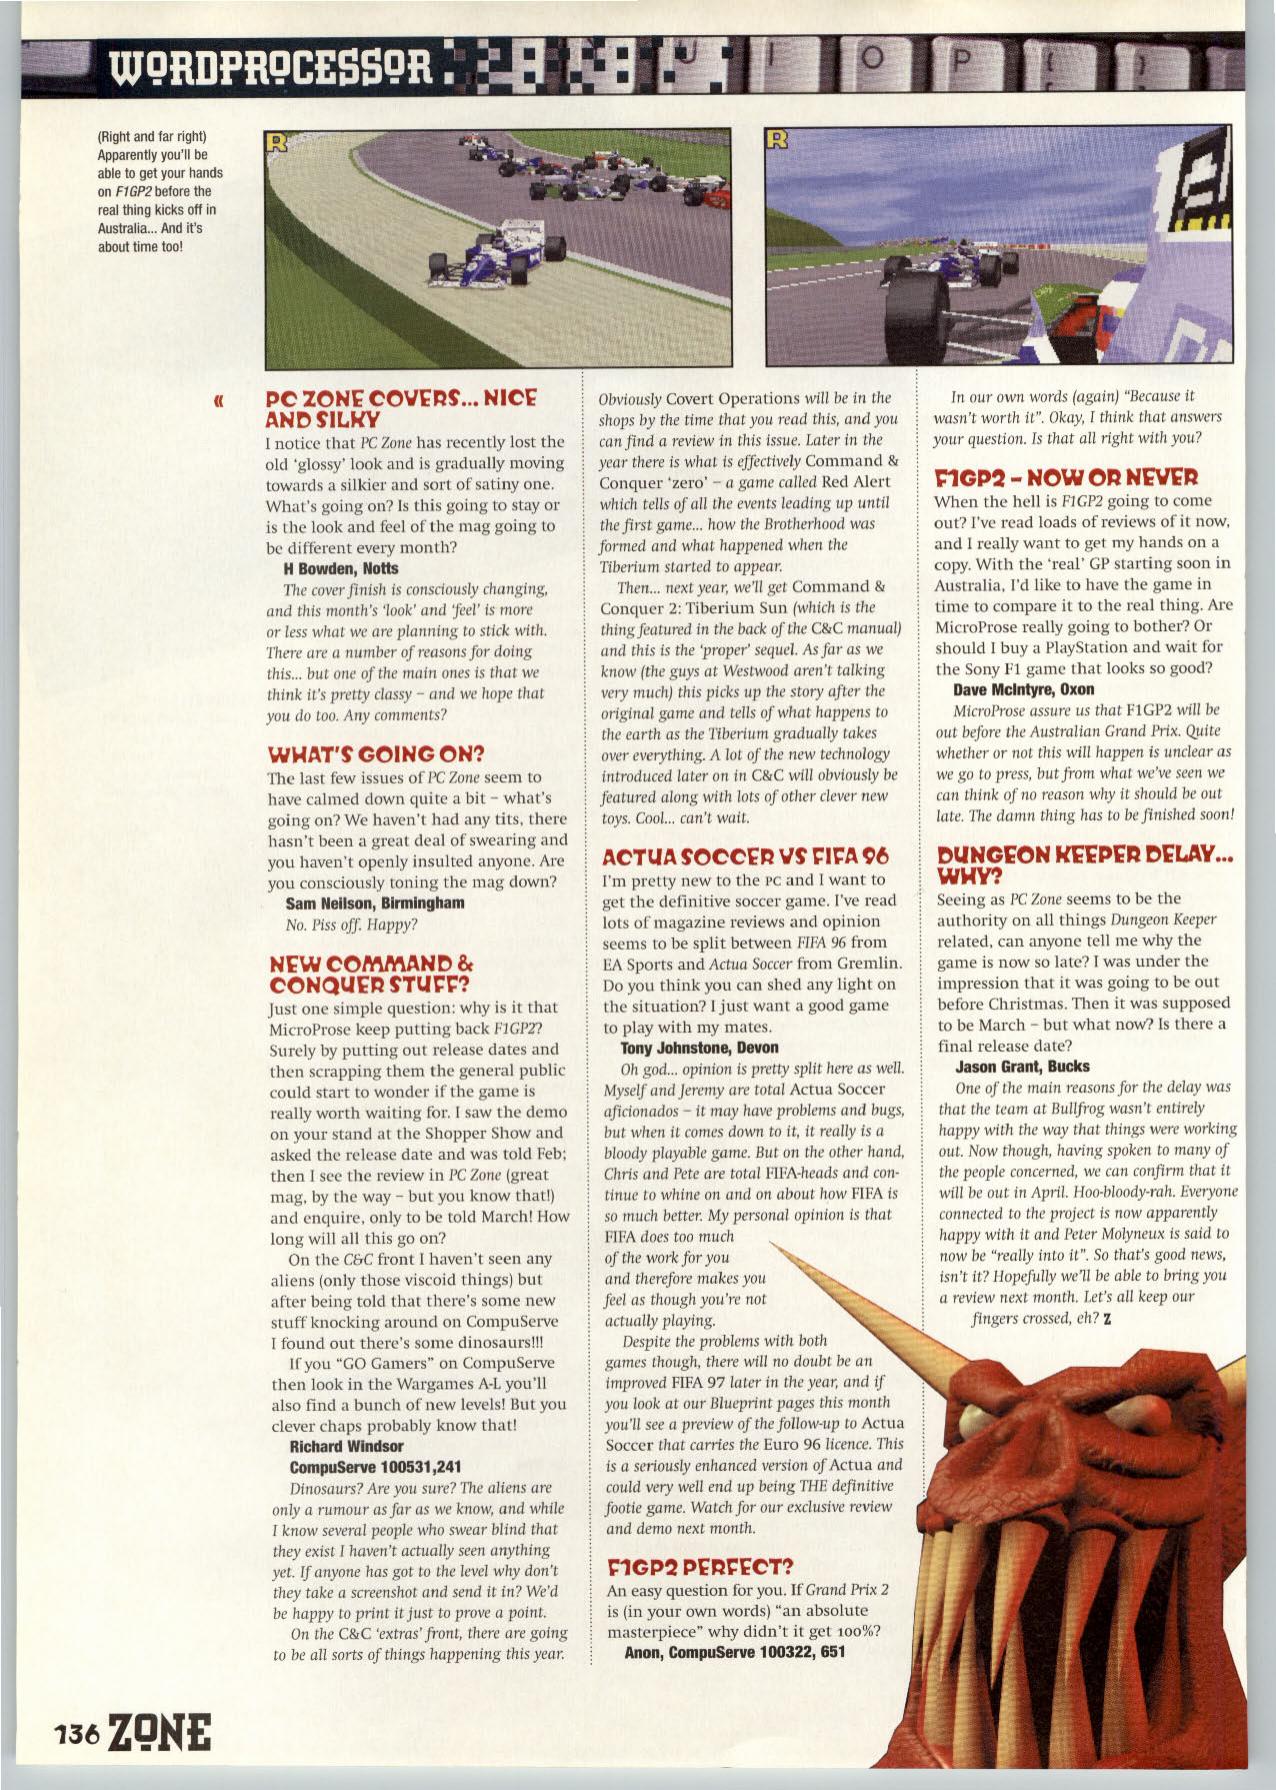 WORDPROCESSOR
U I O P
(Right and far right)
Apparently you'll be
able to get your hands
on F1GP2 before the
real thing kicks off in
Australia... And it's
about time too!
R
R
«
PC ZONE COVERS... NICE
AND SILKY
I notice that PC Zone has recently lost the
old ‘glossy’ look and is gradually moving
towards a silkier and sort of satiny one.
What's going on? Is this going to stay or
is the look and feel of the mag going to
be different every month?
H Bowden, Notts
The cover finish is consciously changing,
and this month's ‘look’ and ‘feel’ is more
or less what we are planning to stick with.
There are a number of reasons for doing
this... but one of the main ones is that we
think it's pretty classy – and we hope that
you do too. Any comments?
WHAT'S GOING ON?
The last few issues of PC Zone seem to
have calmed down quite a bit – what's
going on? We haven't had any tits, there
hasn't been a great deal of swearing and
you haven't openly insulted anyone. Are
you consciously toning the mag down?
Sam Neilson, Birmingham
No. Piss off. Happy?
NEW COMMAND &
CONQUER STUFF?
Just one simple question: why is it that
MicroProse keep putting back F1GP2?
Surely by putting out release dates and
then scrapping them the general public
could start to wonder if the game is
really worth waiting for. I saw the demo
on your stand at the Shopper Show and
asked the release date and was told Feb;
then I see the review in PC Zone (great
mag, by the way – but you know that!)
and enquire, only to be told March! How
long will all this go on?
On the C&C front I haven't seen any
aliens (only those viscoid things) but
after being told that there's some new
stuff knocking around on CompuServe
I found out there's some dinosaurs!!!
If you “GO Gamers” on CompuServe
then look in the Wargames A-L you'll
also find a bunch of new levels! But you
clever chaps probably know that!
Richard Windsor
CompuServe 100531,241
Dinosaurs? Are you sure? The aliens are
only a rumour as far as we know, and while
I know several people who swear blind that
they exist I haven't actually seen anything
yet. If anyone has got to the level why don't
they take a screenshot and send it in? We'd
be happy to print it just to prove a point.
On the C&C ‘extras’ front, there are going
to be all sorts of things happening this year.
Obviously Covert Operations will be in the
shops by the time that you read this, and you
can find a review in this issue. Later in the
year there is what is effectively Command &
Conquer ‘zero’ – a game called Red Alert
which tells of all the events leading up until
the first game... how the Brotherhood was
formed and what happened when the
Tiberium started to appear.
Then... next year, we'll get Command &
Conquer 2: Tiberium Sun (which is the
thing featured in the back of the C&C manual)
and this is the ‘proper’ sequel. As far as we
know (the guys at Westwood aren't talking
very much) this picks up the story after the
original game and tells of what happens to
the earth as the Tiberium gradually takes
over everything. A lot of the new technology
introduced later on in C&C will obviously be
featured along with lots of other clever new
toys. Cool... can't wait.
ACTUA SOCCER VS FIFA 96
I'm pretty new to the PC and I want to
get the definitive soccer game. I've read
lots of magazine reviews and opinion
seems to be split between FIFA 96 from
EA Sports and Actua Soccer from Gremlin.
Do you think you can shed any light on
the situation? I just want a good game
to play with my mates.
Tony Johnstone, Devon
Oh god... opinion is pretty split here as well.
Myself and Jeremy are total Actua Soccer
aficionados – it may have problems and bugs,
but when it comes down to it, it really is a
bloody playable game. But on the other hand,
Chris and Pete are total FIFA-heads and con-
tinue to whine on and on about how FIFA is
so much better. My personal opinion is that
FIFA does too much
of the work for you
and therefore makes you
feel as though you're not
actually playing.
Despite the problems with both
games though, there will no doubt be an
improved FIFA 97 later in the year, and if
you look at our Blueprint pages this month
you'll see a preview of the follow-up to Actua
Soccer that carries the Euro 96 licence. This
is a seriously enhanced version of Actua and
could very well end up being THE definitive
footie game. Watch for our exclusive review
and demo next month.
F1GP2 PERFECT?
An easy question for you. If Grand Prix 2
is (in your own words) “an absolute
masterpiece” why didn't it get 100%?
Anon, CompuServe 100322, 651
In our own words (again) “Because it
wasn't worth it”. Okay, I think that answers
your question. Is that all right with you?
F1GP2 – NOW OR NEVER
When the hell is F1GP2 going to come
out? I've read loads of reviews of it now,
and I really want to get my hands on a
copy. With the ‘real’ GP starting soon in
Australia, I'd like to have the game in
time to compare it to the real thing. Are
MicroProse really going to bother? Or
should I buy a PlayStation and wait for
the Sony F1 game that looks so good?
Dave McIntyre, Oxon
MicroProse assure us that F1GP2 will be
out before the Australian Grand Prix. Quite
whether or not this will happen is unclear as
we go to press, but from what we've seen we
can think of no reason why it should be out
late. The damn thing has to be finished soon!
DUNGEON KEEPER DELAY...
WHY?
Seeing as PC Zone seems to be the
authority on all things Dungeon Keeper
related, can anyone tell me why the
game is now so late? I was under the
impression that it was going to be out
before Christmas. Then it was supposed
to be March – but what now? Is there a
final release date?
Jason Grant, Bucks
One of the main reasons for the delay was
that the team at Bullfrog wasn't entirely
happy with the way that things were working
out. Now though, having spoken to many of
the people concerned, we can confirm that it
will be out in April. Hoo-bloody-rah. Everyone
connected to the project is now apparently
happy with it and Peter Molyneux is said to
now be “really into it”. So that's good news,
isn't it? Hopefully we'll be able to bring you
a review next month. Let's all keep our
fingers crossed, eh? Z
136 ZONE